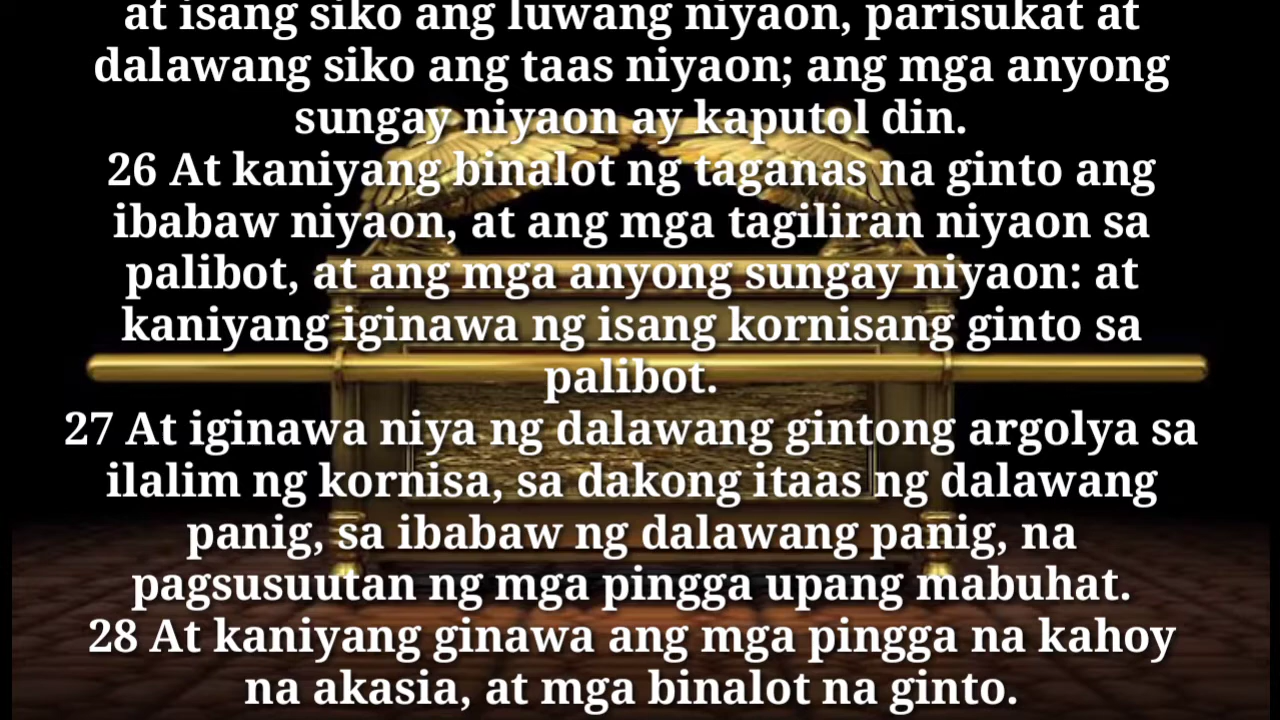 at isang siko ang luwang niyaon, parisukat at
dalawang siko ang taas niyaon; ang mga anyong
sungay niyaon ay kaputol din.
26 At kaniyang binalot ng taganas na ginto ang
ibabaw niyaon, at ang mga tagiliran niyaon sa
palibot, at ang mga anyong sungay niyaon: at
kaniyang iginawa ng isang kornisang ginto sa
palibot.
27 At iginawa niya ng dalawang gintong argolya sa
ilalim ng kornisa, sa dakong itaas ng dalawang
panig, sa ibabaw ng dalawang panig, na
pagsusuutan ng mga pingga upang mabuhat.
28 At kaniyang ginawa ang mga pingga na kahoy
na akasia, at mga binalot na ginto.